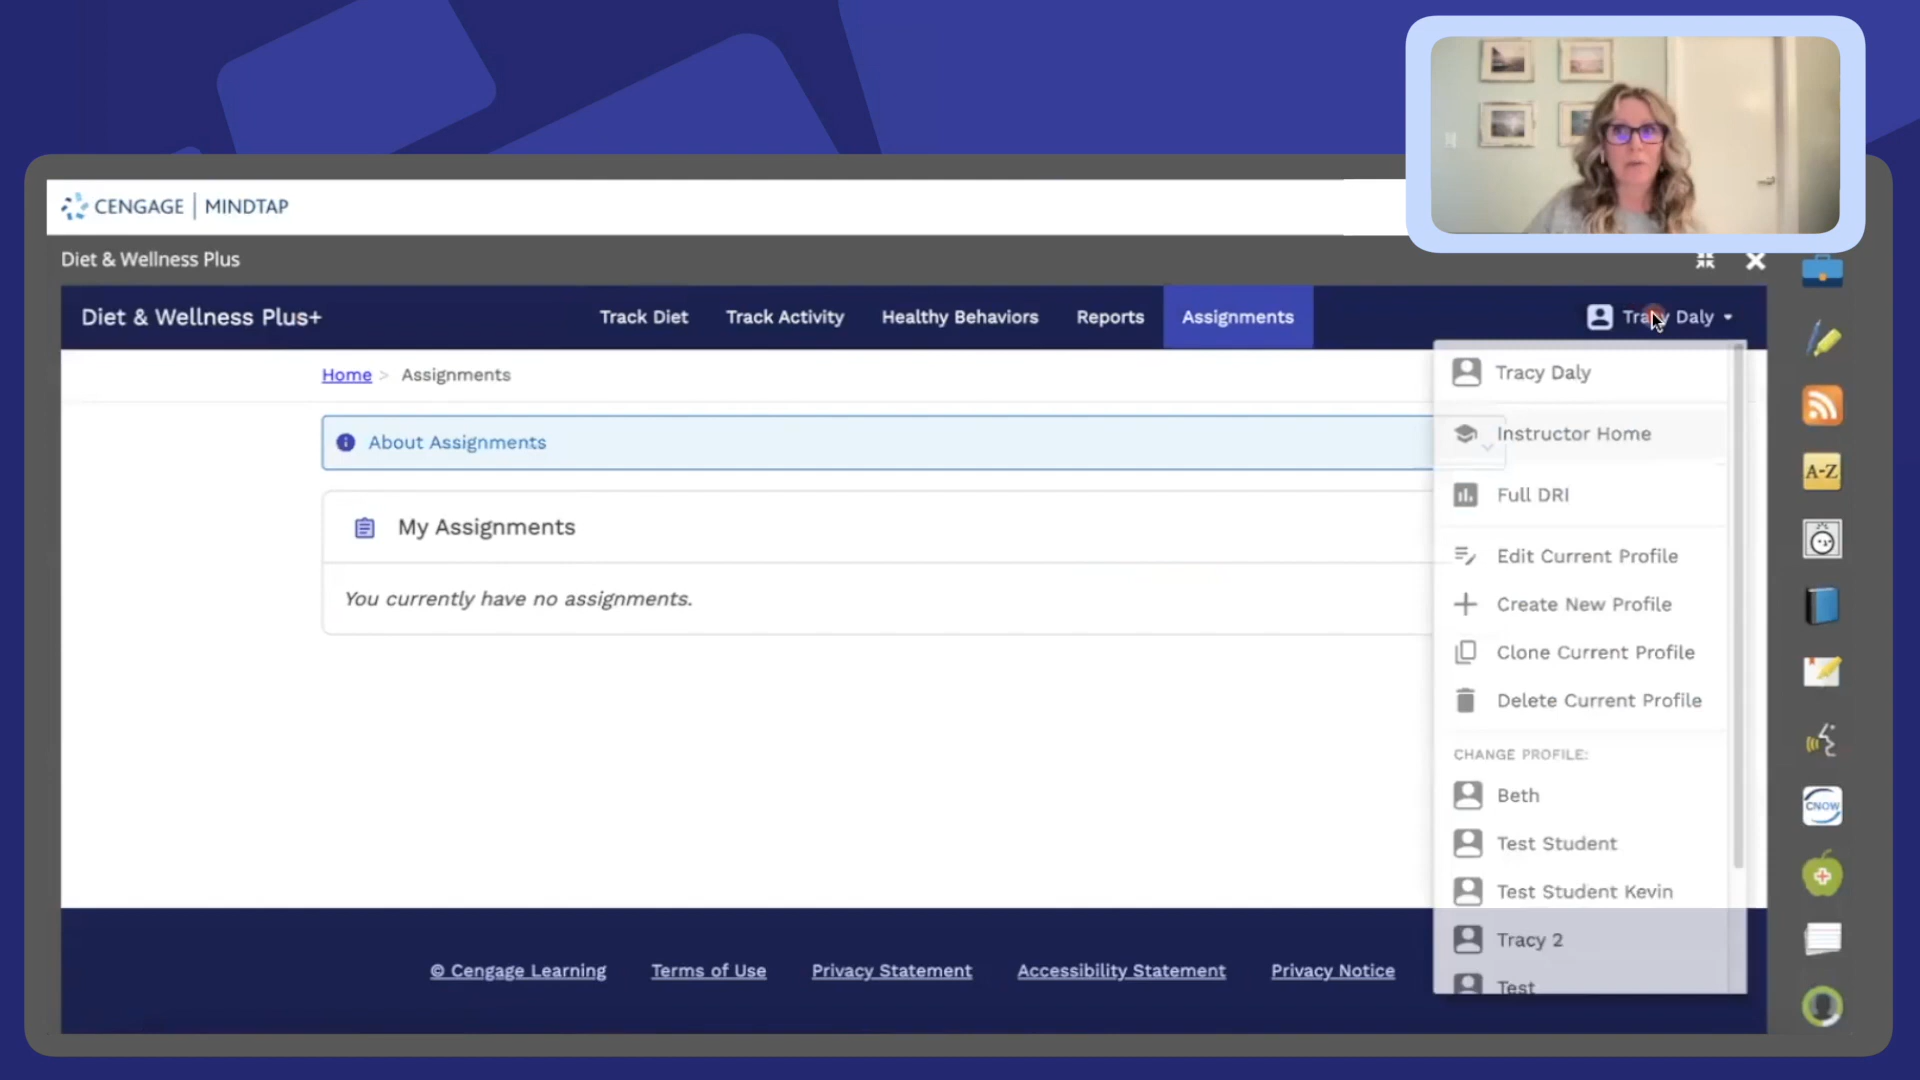 CENGAGE | MINDTAP
Diet & Wellness Plus
Diet & Wellness Plus+
Track Diet
Track Activity
Healthy Behaviors
Reports
Assignments
Tracy Daly
Home > Assignments
About Assignments
My Assignments
You currently have no assignments.
Tracy Daly
Instructor Home
Full DRI
Edit Current Profile
Create New Profile
Clone Current Profile
Delete Current Profile
CHANGE PROFILE:
Beth
Test Student
Test Student Kevin
Tracy 2
Test
A-Z
CNOW
© Cengage Learning
Terms of Use
Privacy Statement
Accessibility Statement
Privacy Notice